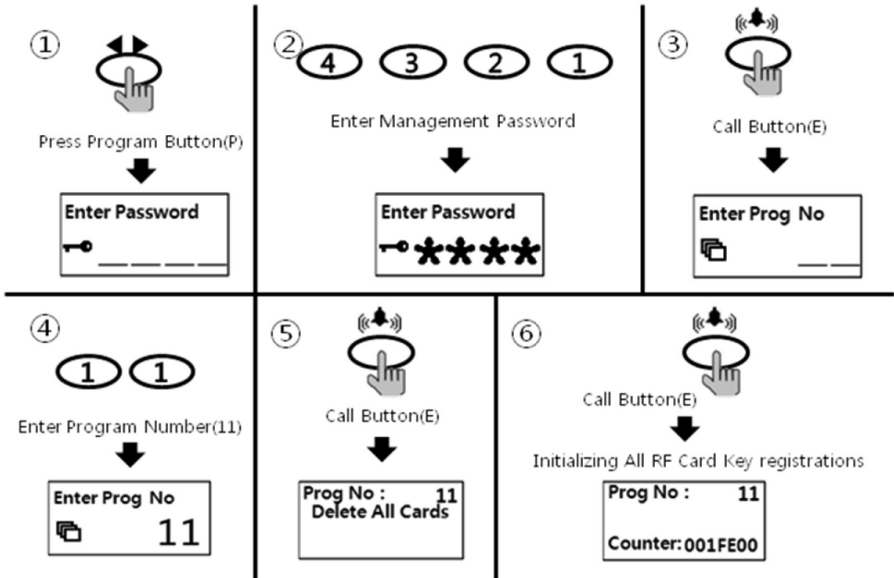 ①
Press Program Button(P)
Enter Password
②
4 3 2 1
Enter Management Password
Enter Password
③
Call Button(E)
Enter Prog No
④
1 1
Enter Program Number(11)
Enter Prog No
11
⑤
Call Button(E)
Prog No : 11
Delete All Cards
⑥
Call Button(E)
Initializing All RF Card Key registrations
Prog No : 11
Counter:001FE00